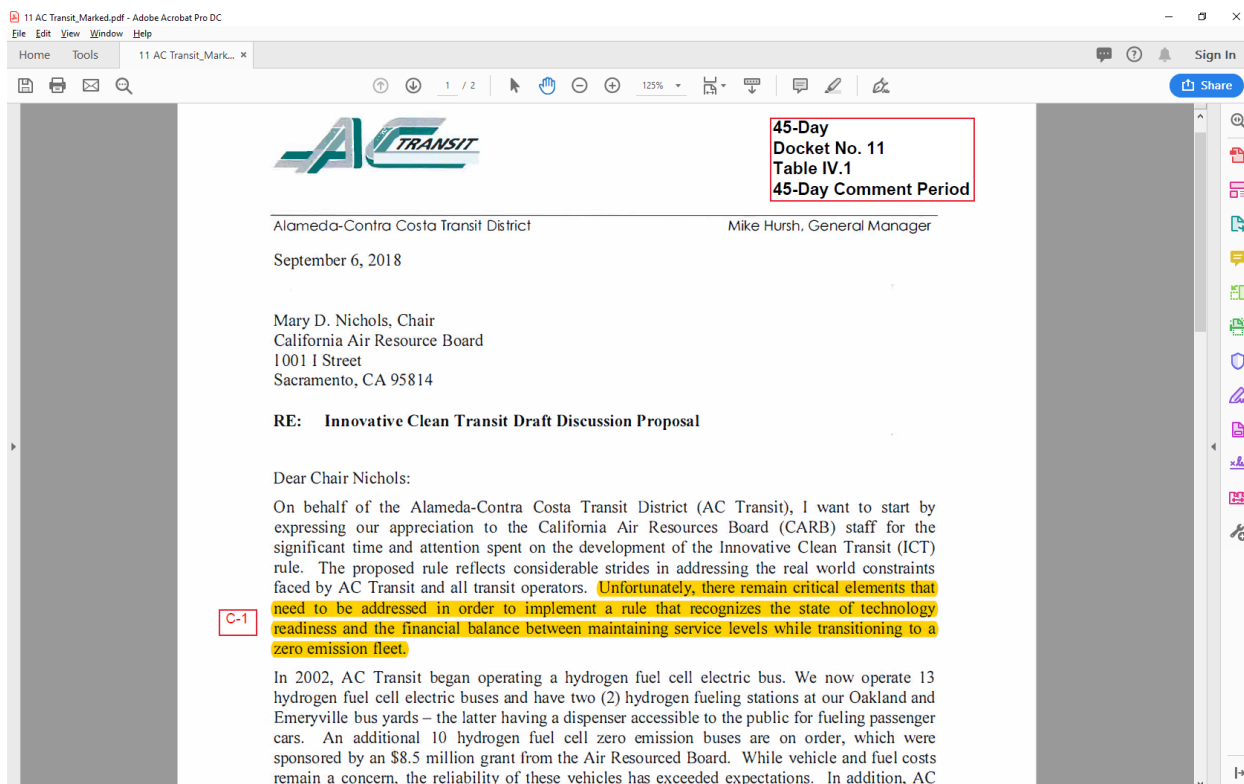 11 AC Transit_Marked.pdf - Adobe Acrobat Pro DC
File Edit View Window Help
Home Tools 11 AC Transit_Mark... × Sign In
1 / 2 125% Share
AC TRANSIT
45-Day
Docket No. 11
Table IV.1
45-Day Comment Period
Alameda-Contra Costa Transit District Mike Hursh, General Manager
September 6, 2018
Mary D. Nichols, Chair
California Air Resource Board
1001 I Street
Sacramento, CA 95814
RE: Innovative Clean Transit Draft Discussion Proposal
Dear Chair Nichols:
On behalf of the Alameda-Contra Costa Transit District (AC Transit), I want to start by
expressing our appreciation to the California Air Resources Board (CARB) staff for the
significant time and attention spent on the development of the Innovative Clean Transit (ICT)
rule. The proposed rule reflects considerable strides in addressing the real world constraints
faced by AC Transit and all transit operators. Unfortunately, there remain critical elements that
need to be addressed in order to implement a rule that recognizes the state of technology
C-1
readiness and the financial balance between maintaining service levels while transitioning to a
zero emission fleet.
In 2002, AC Transit began operating a hydrogen fuel cell electric bus. We now operate 13
hydrogen fuel cell electric buses and have two (2) hydrogen fueling stations at our Oakland and
Emeryville bus yards – the latter having a dispenser accessible to the public for fueling passenger
cars. An additional 10 hydrogen fuel cell zero emission buses are on order, which were
sponsored by an $8.5 million grant from the Air Resourced Board. While vehicle and fuel costs
remain a concern, the reliability of these vehicles has exceeded expectations. In addition, AC